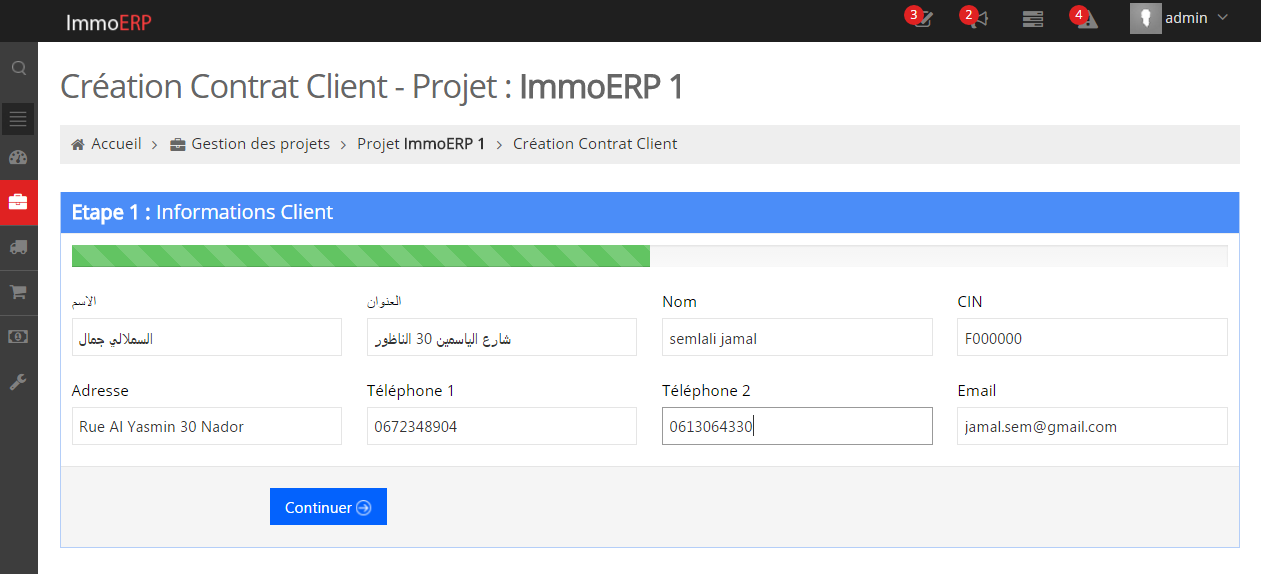 ImmoERP
3
2
4
admin
Création Contrat Client - Projet : ImmoERP 1
Accueil > Gestion des projets > Projet ImmoERP 1 > Création Contrat Client
Etape 1 : Informations Client
الاسم العنوان Nom CIN
السملالي جمال شارع الياسمين 30 الناظور semlali jamal F000000
Adresse Téléphone 1 Téléphone 2 Email
Rue Al Yasmin 30 Nador 0672348904 0613064330 jamal.sem@gmail.com
Continuer